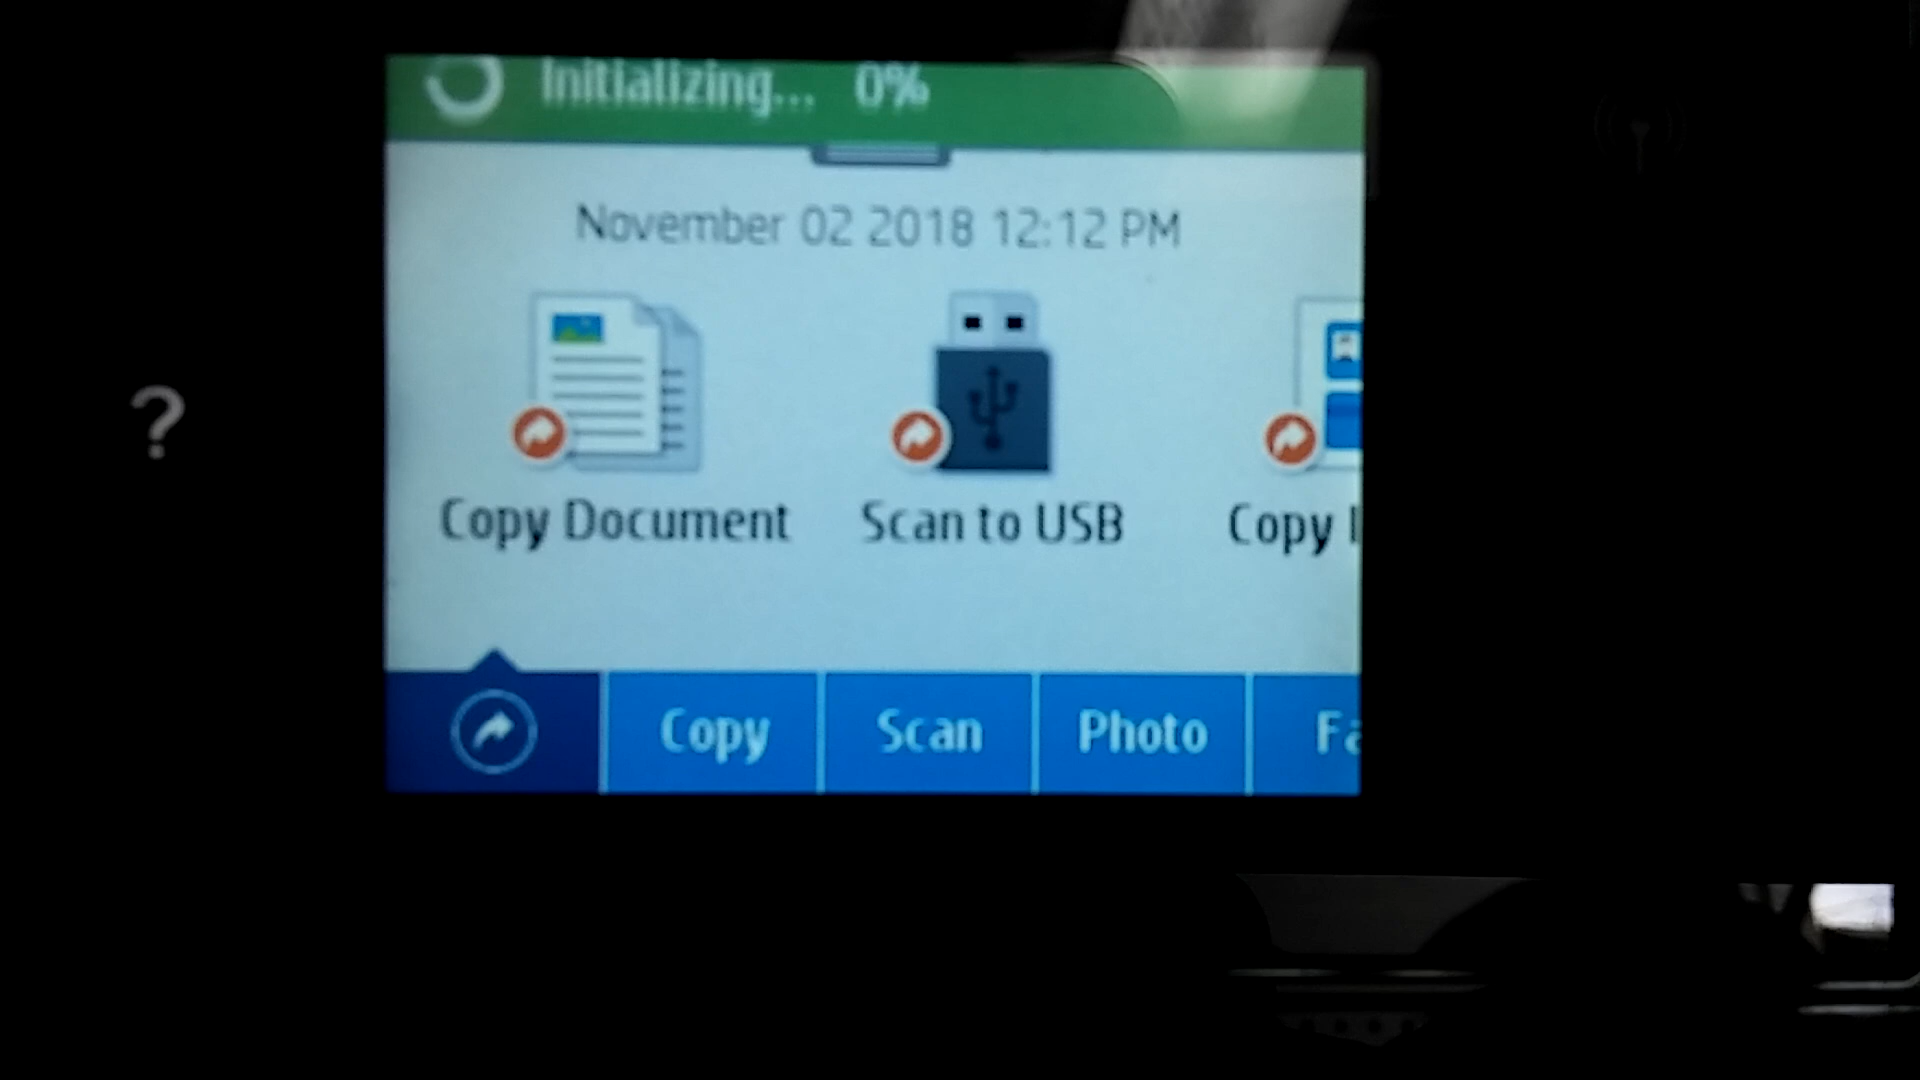 Initializing... 0%
November 02 2018 12:12 PM
Copy Document Scan to USB Copy
Copy Scan Photo
?